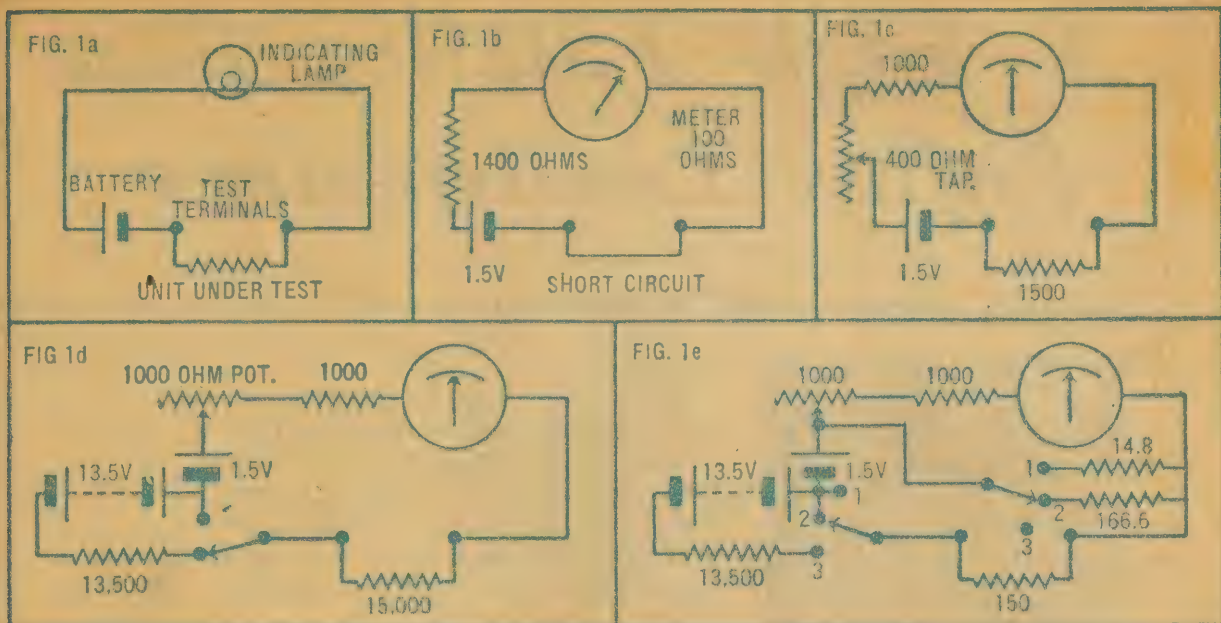 FIG. 1a
INDICATING
LAMP
BATTERY
TEST
TERMINALS
UNIT UNDER TEST
FIG. 1b
1400 OHMS
METER
100
OHMS
1.5V
SHORT CIRCUIT
FIG. 1c
1000
400 OHM
TAP.
1.5V
1500
FIG 1d
1000 OHM POT.
1000
13.5V
1.5V
13,500
15,000
FIG. 1e
1000
1000
13.5V
1.5V
1
2
3
13,500
1
14.8
2
166.6
3
150